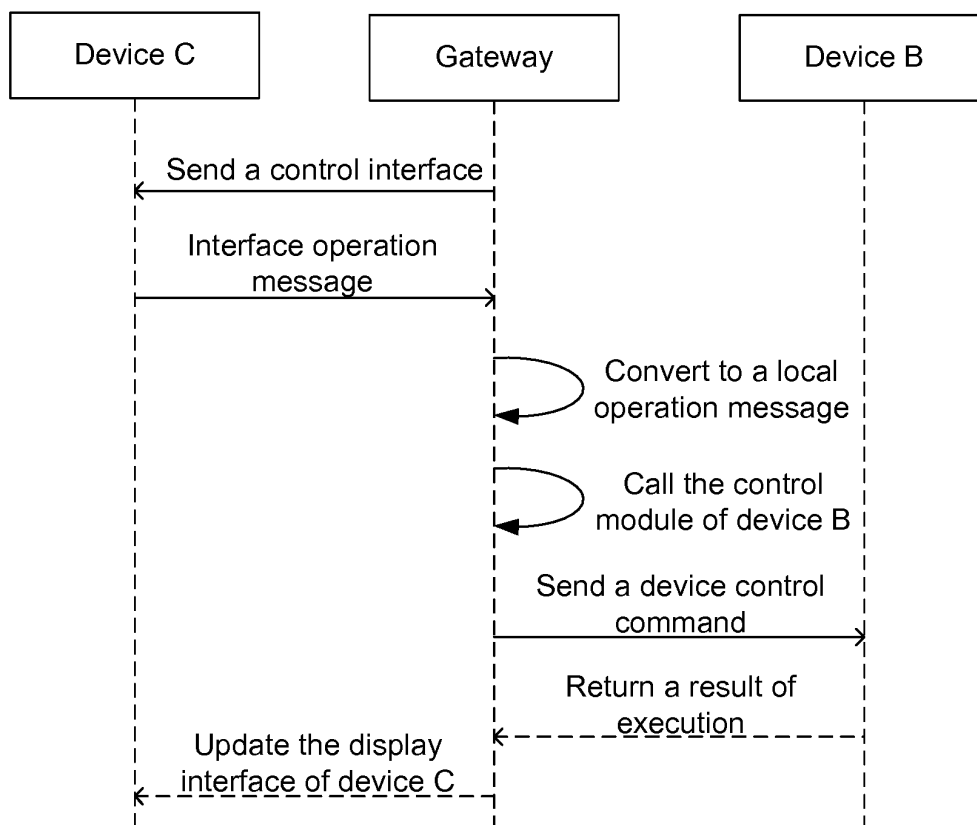 Device C
Gateway
Device B
Send a control interface
Interface operation
message
Convert to a local
operation message
Call the control
module of device B
Send a device control
command
Return a result of
execution
Update the display
interface of device C